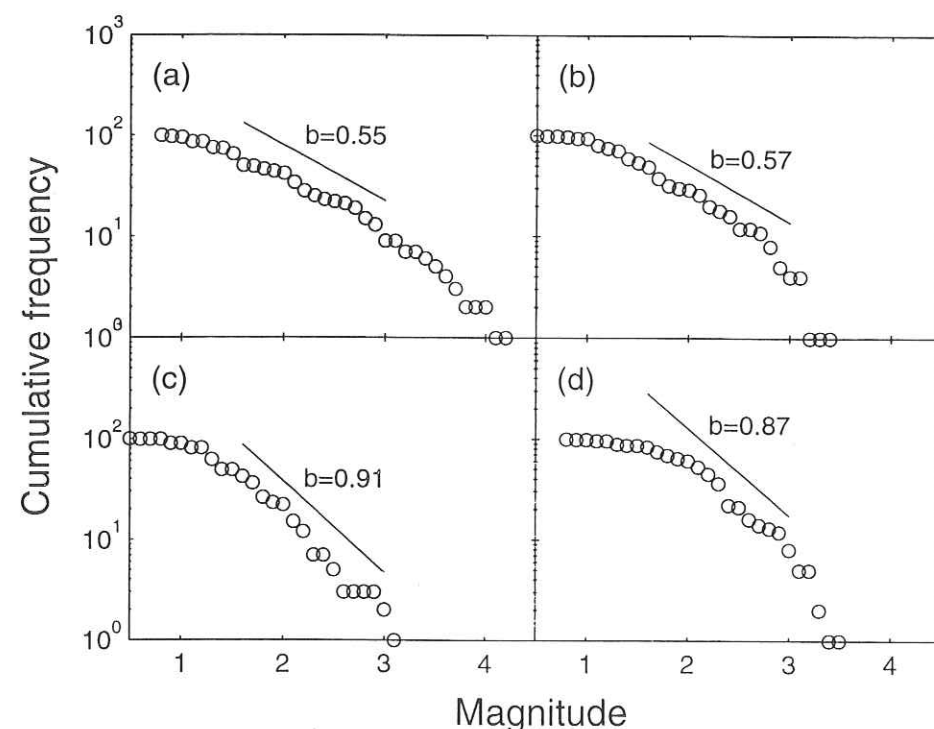 10³
(a)
(b)
10²
b=0.55
b=0.57
10¹
10⁰
(c)
(d)
10²
b=0.91
b=0.87
10¹
10⁰
1 2 3 4 1 2 3 4
Cumulative frequency
Magnitude